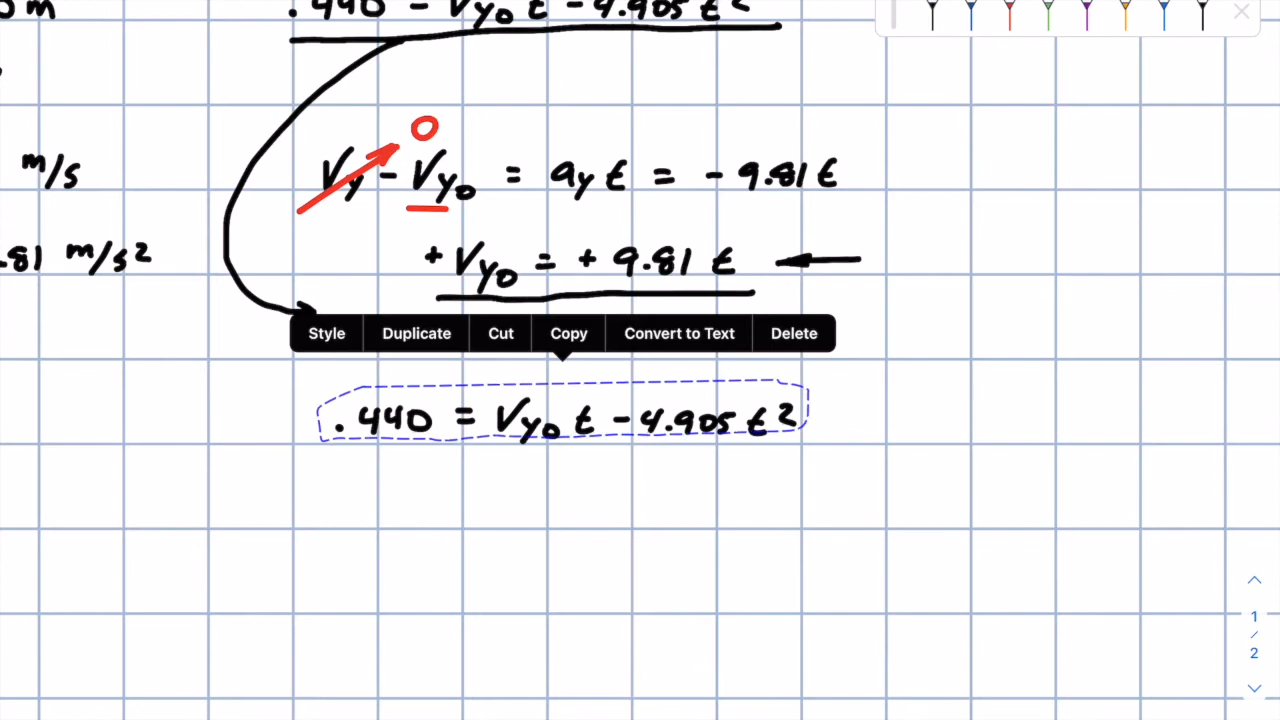 .440 = Vy0 t - 4.905 t²
m/s
Vy - Vy0 = ay t = - 9.81 t
0
.81 m/s²
+ Vy0 = + 9.81 t
Style Duplicate Cut Copy Convert to Text Delete
.440 = Vy0 t - 4.905 t²
1
/
2